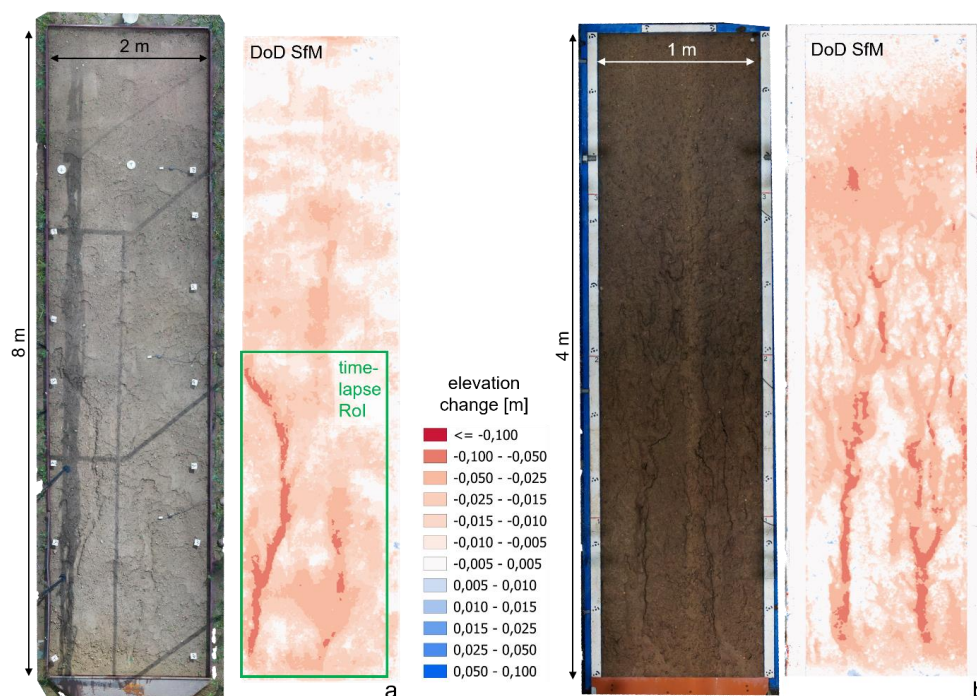 2 m
8 m
DoD SfM
time-
lapse
RoI
a
elevation
change [m]
<= -0,100
-0,100 - -0,050
-0,050 - -0,025
-0,025 - -0,015
-0,015 - -0,010
-0,010 - -0,005
-0,005 - 0,005
0,005 - 0,010
0,010 - 0,015
0,015 - 0,025
0,025 - 0,050
0,050 - 0,100
1 m
4 m
DoD SfM